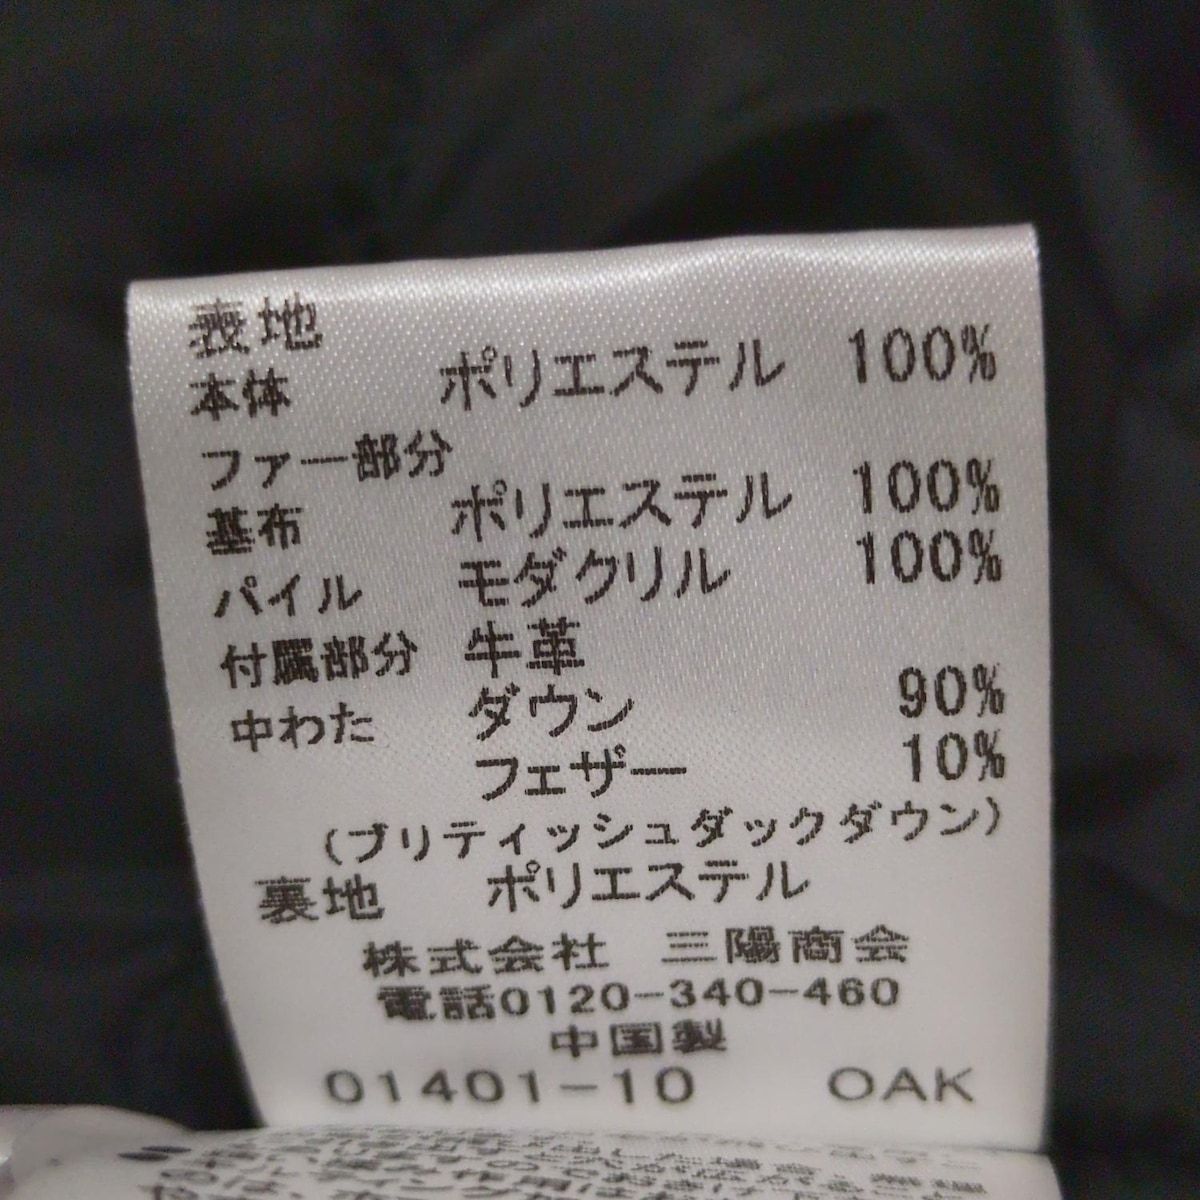 表地
本体 ポリエステル 100%
ファー部分
基布 ポリエステル 100%
パイル モダクリル 100%
付属部分 牛革
中わた ダウン 90%
フェザー 10%
(ブリティッシュダックダウン)
裏地 ポリエステル
株式会社 三陽商会
電話0120-340-460
中国製
01401-10 OAK